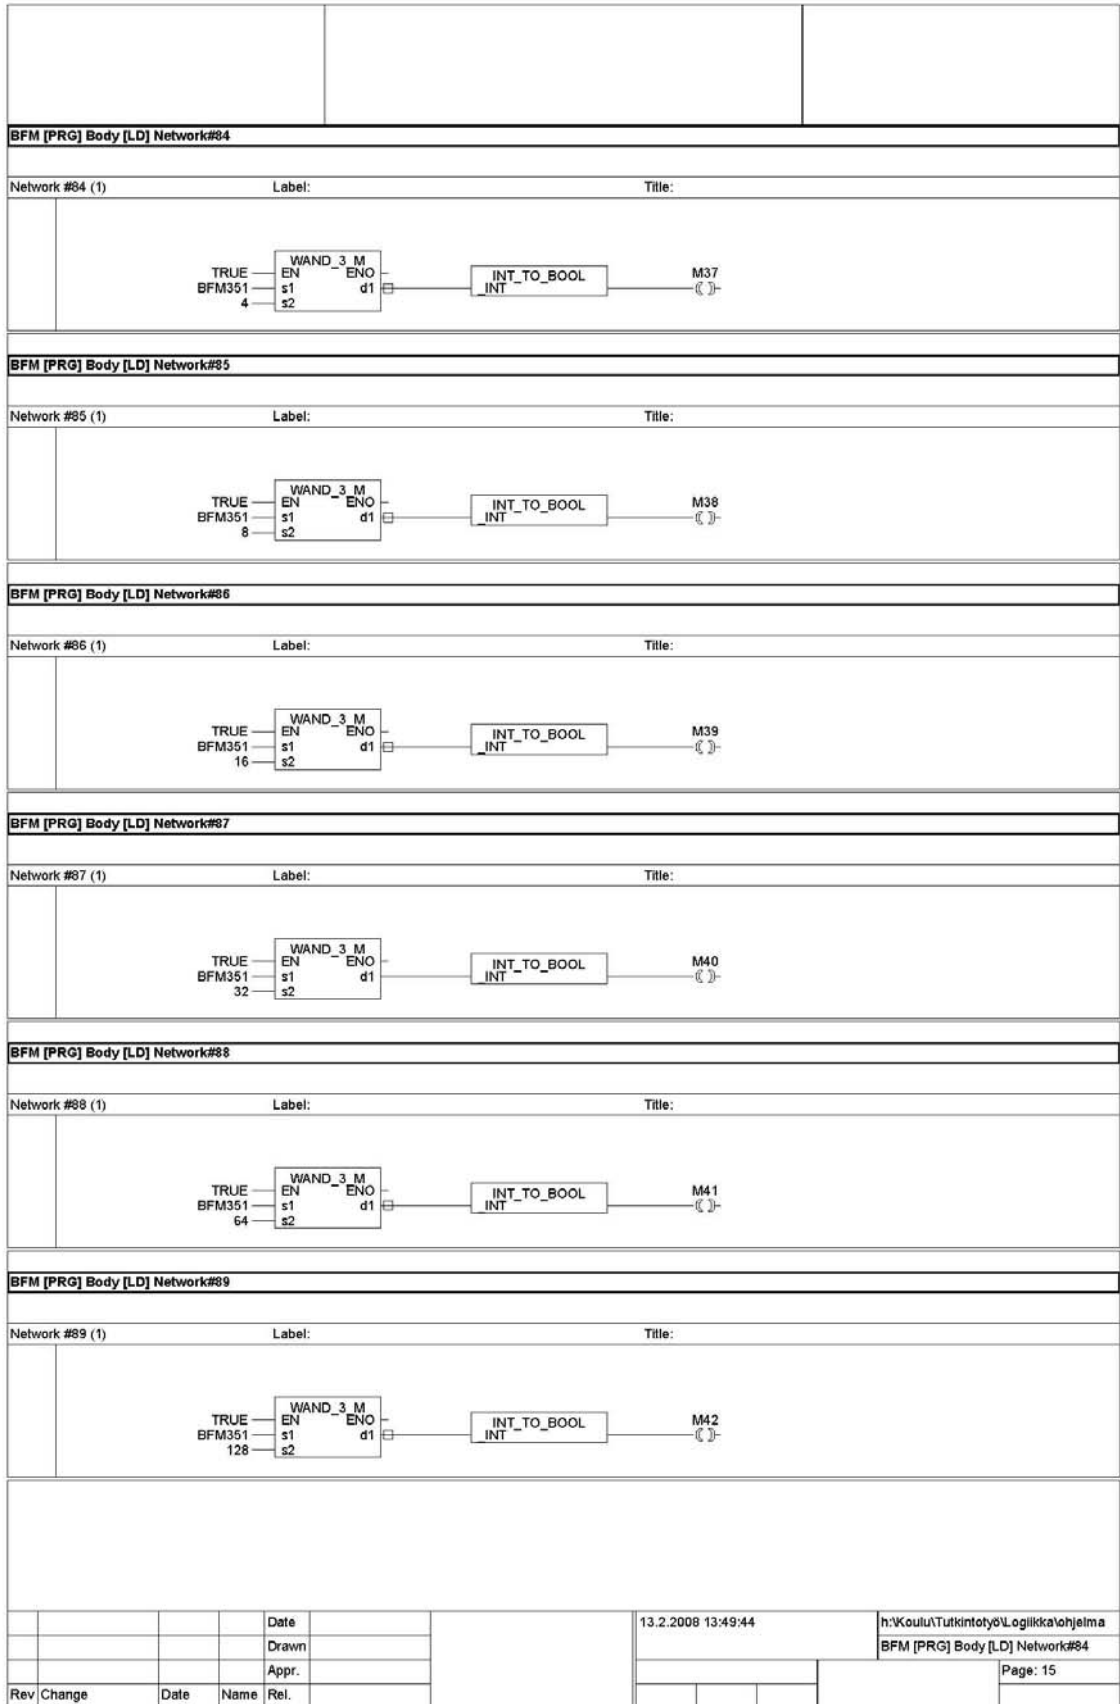 BFM [PRG] Body [LD] Network#84
Network #84 (1) Label: Title:
WAND_3_M
TRUE EN ENO INT_TO_BOOL M37
BFM351 s1 d1 _INT
4 s2
BFM [PRG] Body [LD] Network#85
Network #85 (1) Label: Title:
WAND_3_M
TRUE EN ENO INT_TO_BOOL M38
BFM351 s1 d1 _INT
8 s2
BFM [PRG] Body [LD] Network#86
Network #86 (1) Label: Title:
WAND_3_M
TRUE EN ENO INT_TO_BOOL M39
BFM351 s1 d1 _INT
16 s2
BFM [PRG] Body [LD] Network#87
Network #87 (1) Label: Title:
WAND_3_M
TRUE EN ENO INT_TO_BOOL M40
BFM351 s1 d1 _INT
32 s2
BFM [PRG] Body [LD] Network#88
Network #88 (1) Label: Title:
WAND_3_M
TRUE EN ENO INT_TO_BOOL M41
BFM351 s1 d1 _INT
64 s2
BFM [PRG] Body [LD] Network#89
Network #89 (1) Label: Title:
WAND_3_M
TRUE EN ENO INT_TO_BOOL M42
BFM351 s1 d1 _INT
128 s2
Date 13.2.2008 13:49:44 h:\Koulu\Tutkintotyö\Logiikka\ohjelma
Drawn BFM [PRG] Body [LD] Network#84
Appr. Page: 15
Rev Change Date Name Rel.